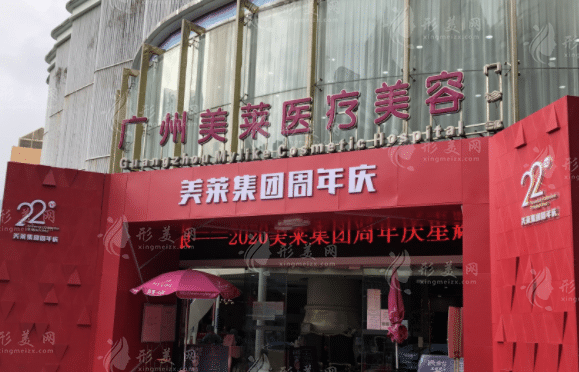 广州美莱医疗美容
Guangzhou Mylike Cosmetic Hospital
美莱集团周年庆
——2020美莱集团周年庆星耀
22
美莱集团周年庆
22
美莱集团周年庆
形美网
xingmeizx.com